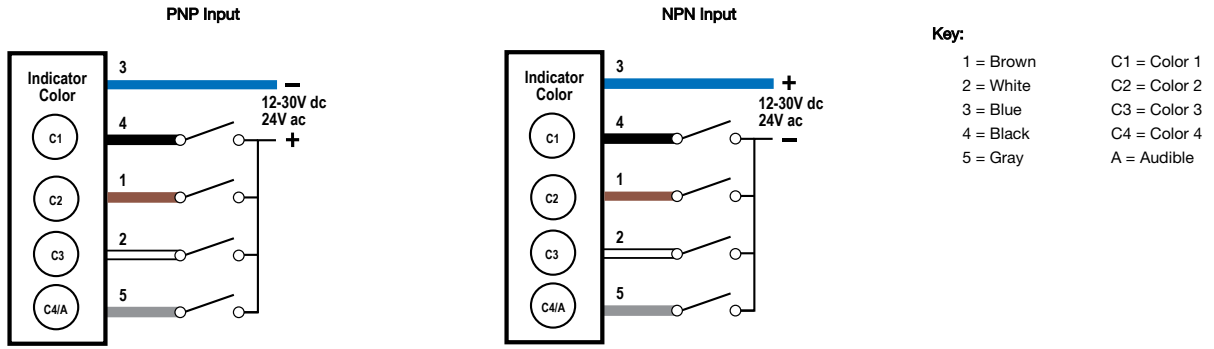 PNP Input
Indicator
Color
3
−
12-30V dc
24V ac
+
C1
4
C2
1
C3
2
C4/A
5
NPN Input
Indicator
Color
3
+
12-30V dc
24V ac
−
C1
4
C2
1
C3
2
C4/A
5
Key:
1 = Brown C1 = Color 1
2 = White C2 = Color 2
3 = Blue C3 = Color 3
4 = Black C4 = Color 4
5 = Gray A = Audible